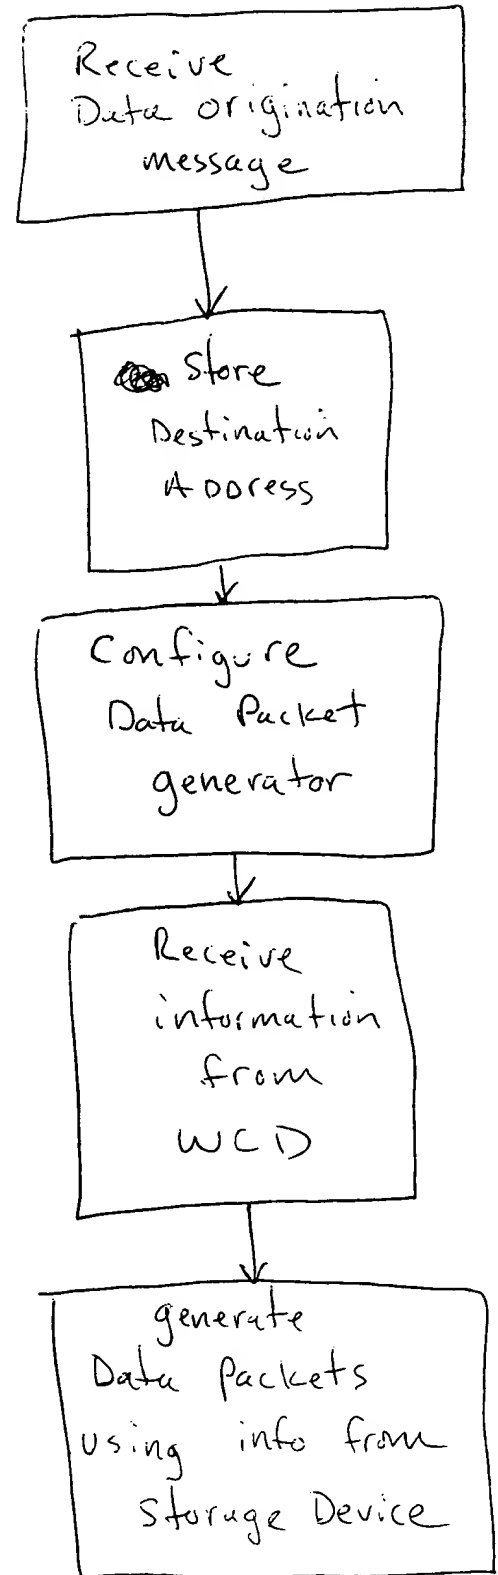 Receive
Data origination
message
Store
Destination
Address
Configure
Data Packet
generator
Receive
information
from
WCD
generate
Data Packets
using info from
Storage Device